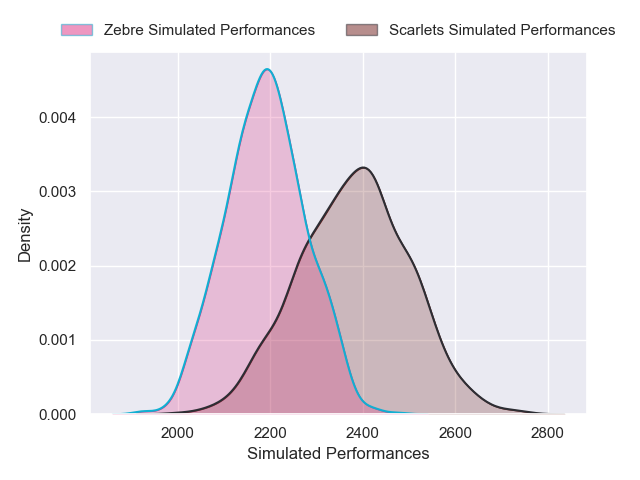 Zebre Simulated Performances
Scarlets Simulated Performances
0.004
0.003
0.002
0.001
0.000
Density
2000
2200
2400
2600
2800
Simulated Performances